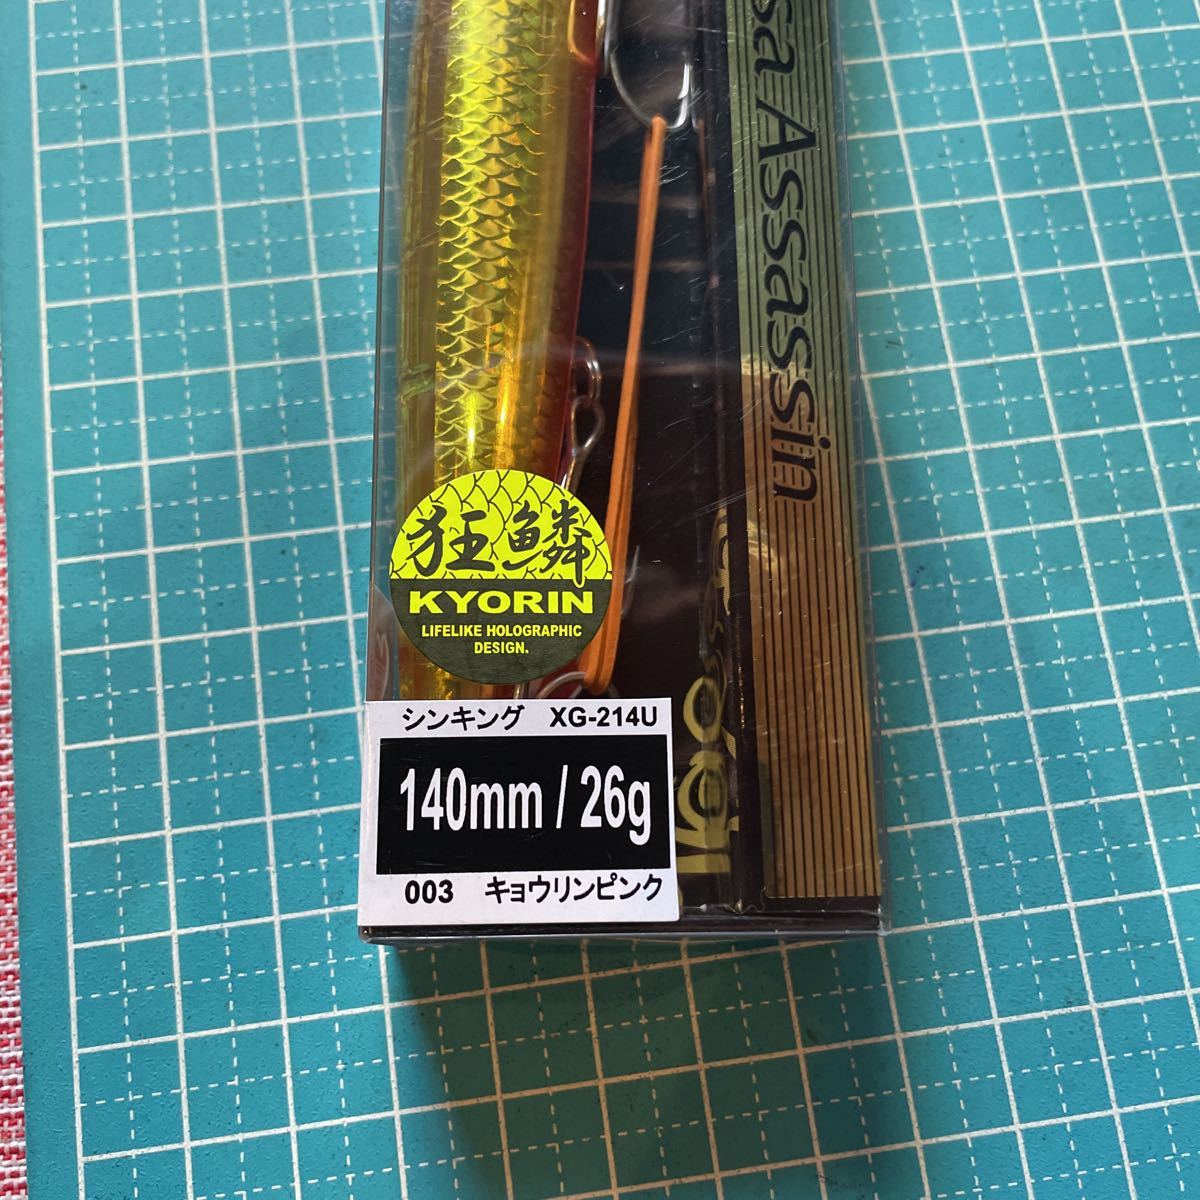 sa Assassin
狂鱗
KYORIN
LIFELIKE HOLOGRAPHIC
DESIGN.
シンキング XG-214U
140mm / 26g
003 キョウリンピンク